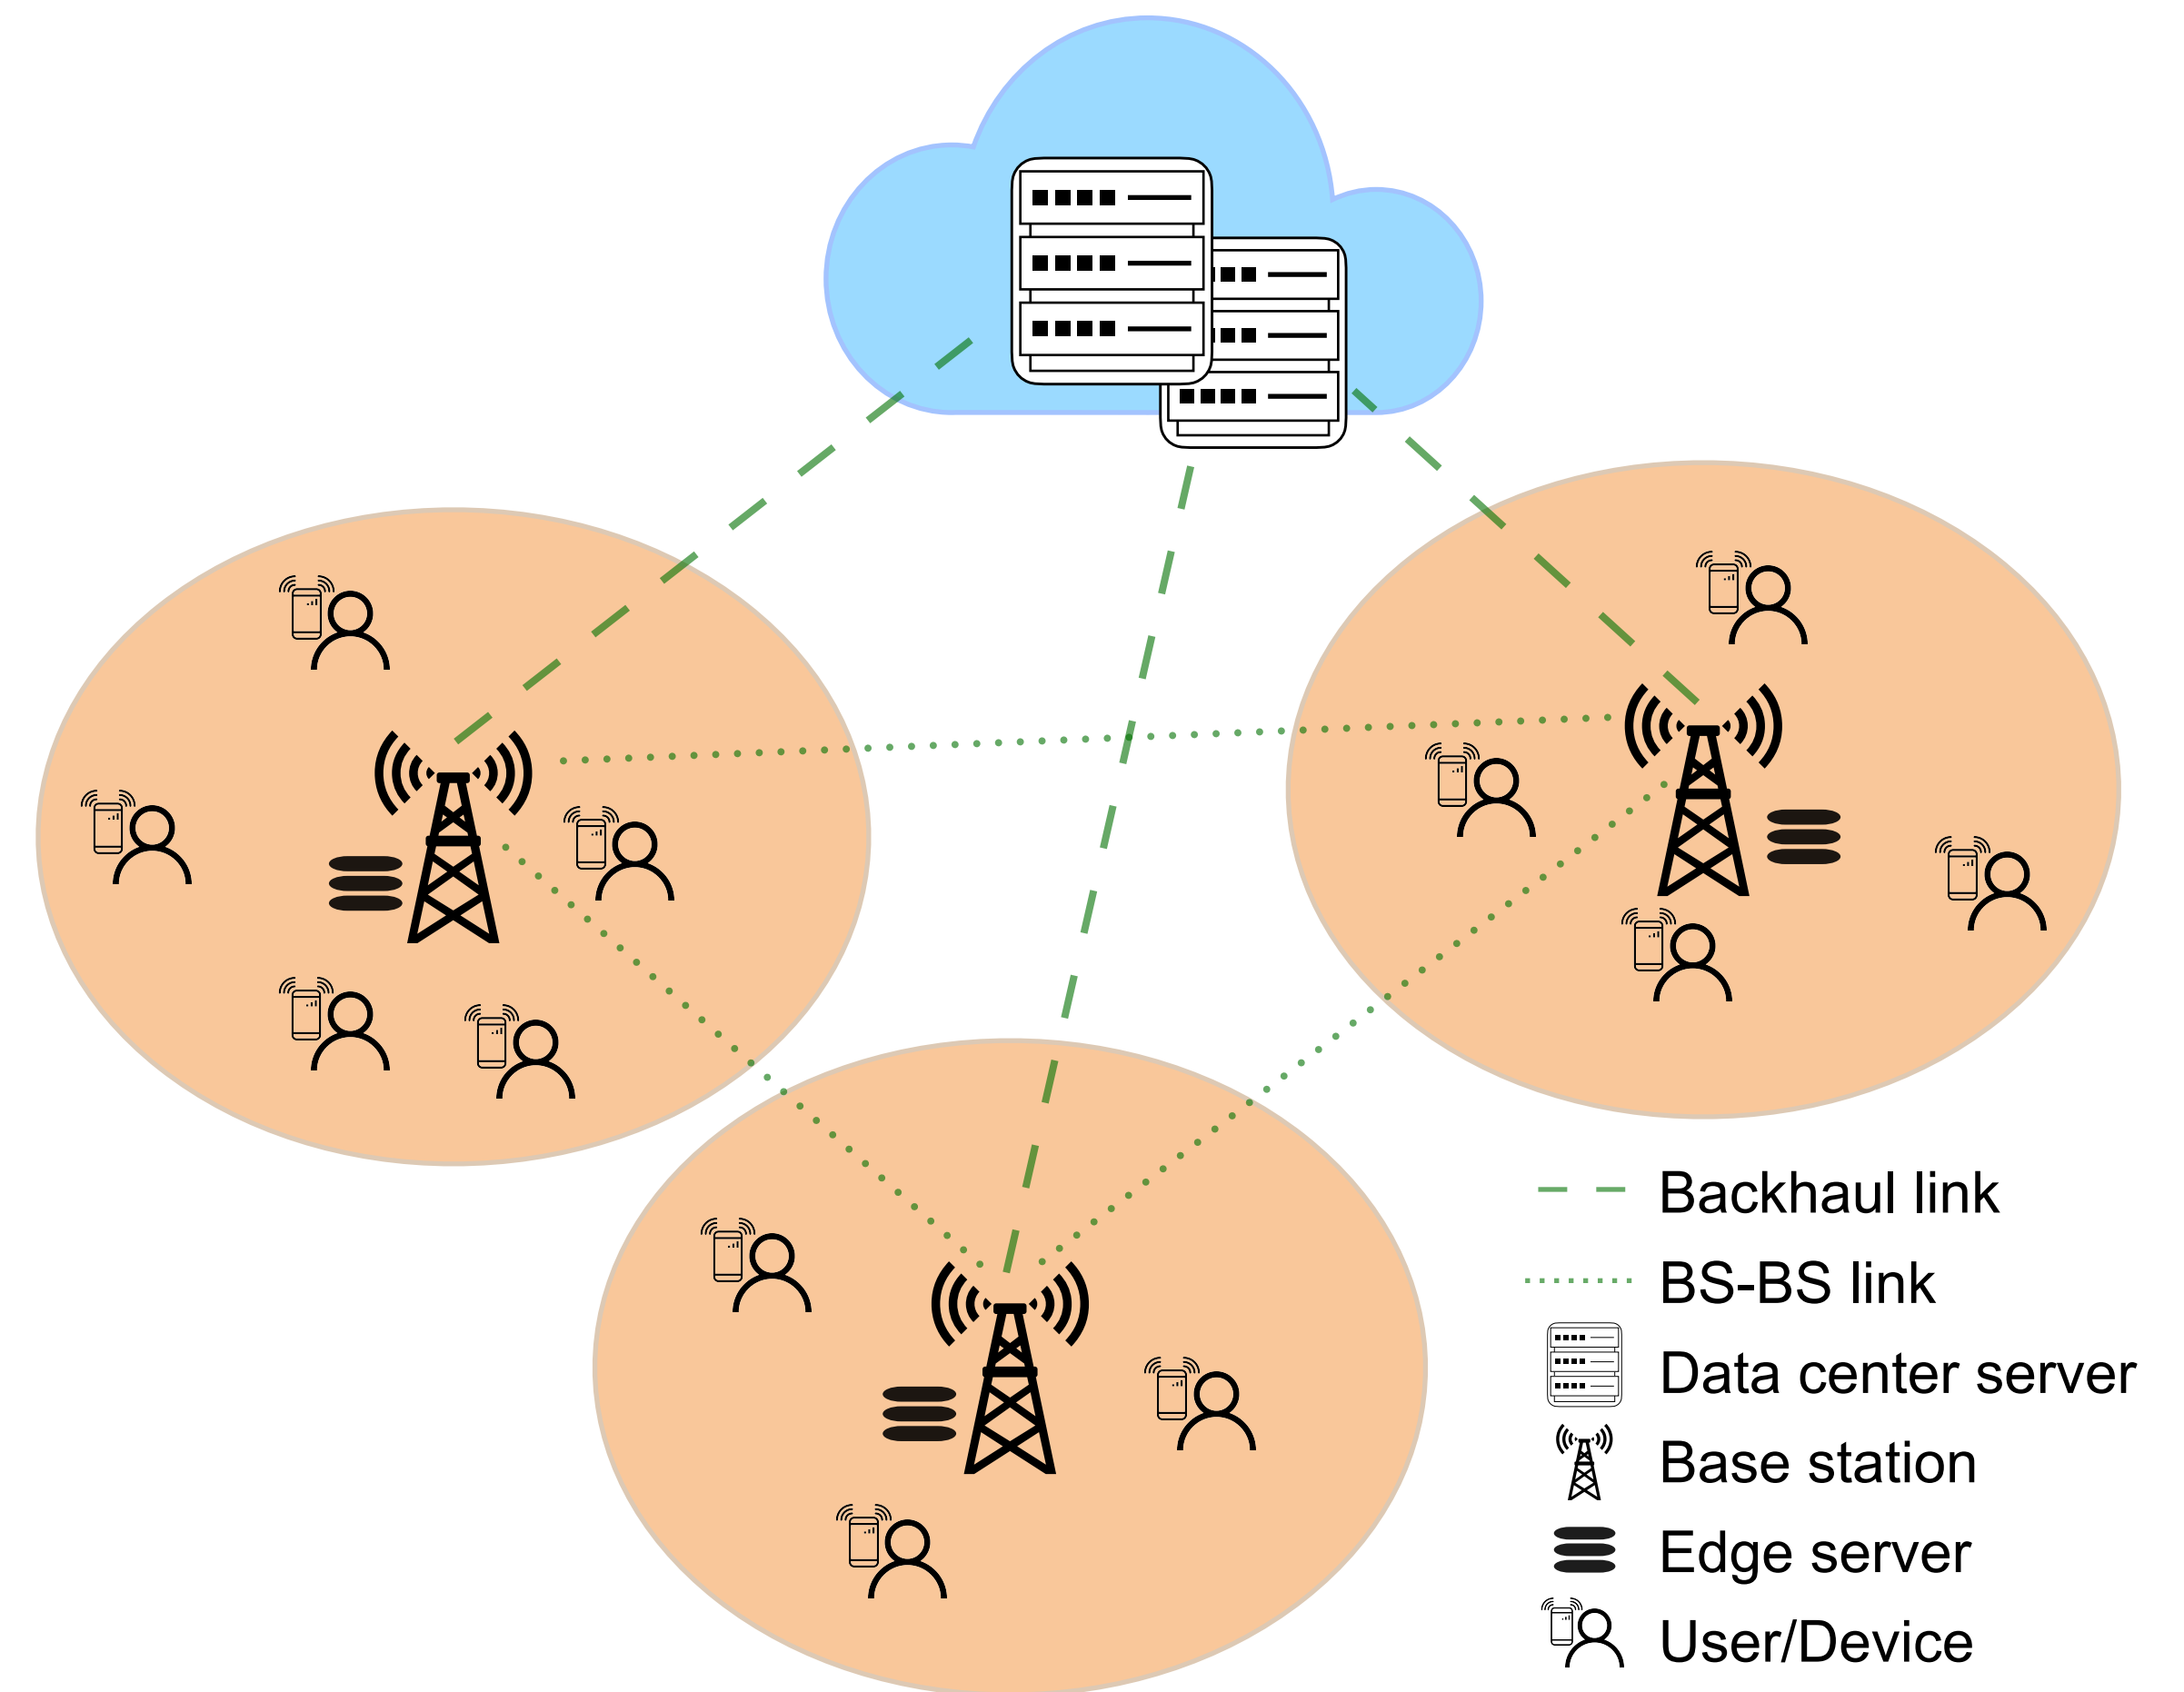 Backhaul link
BS-BS link
Data center server
Base station
Edge server
User/Device